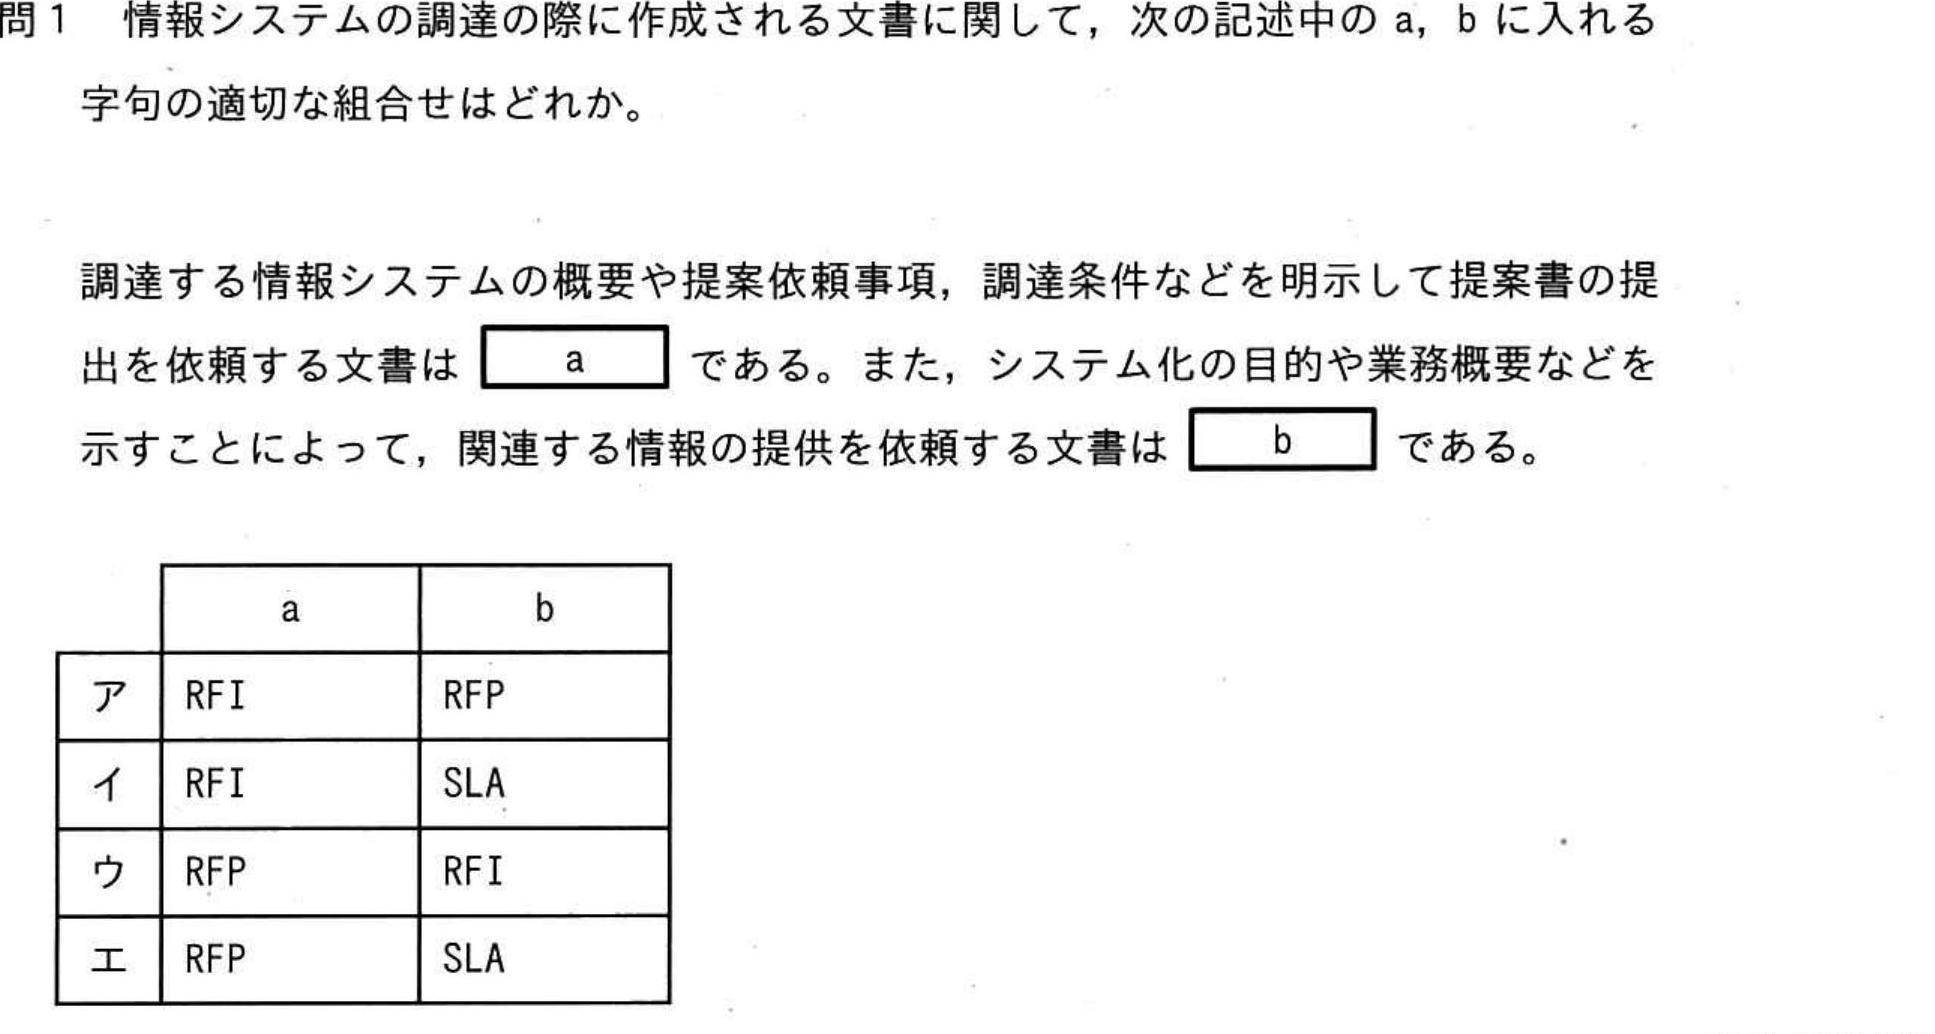 問1 情報システムの調達の際に作成される文書に関して，次の記述中の a，b に入れる
字句の適切な組合せはどれか。
調達する情報システムの概要や提案依頼事項，調達条件などを明示して提案書の提
出を依頼する文書は a である。また，システム化の目的や業務概要などを
示すことによって，関連する情報の提供を依頼する文書は b である。
a b
ア RFI RFP
イ RFI SLA
ウ RFP RFI
エ RFP SLA